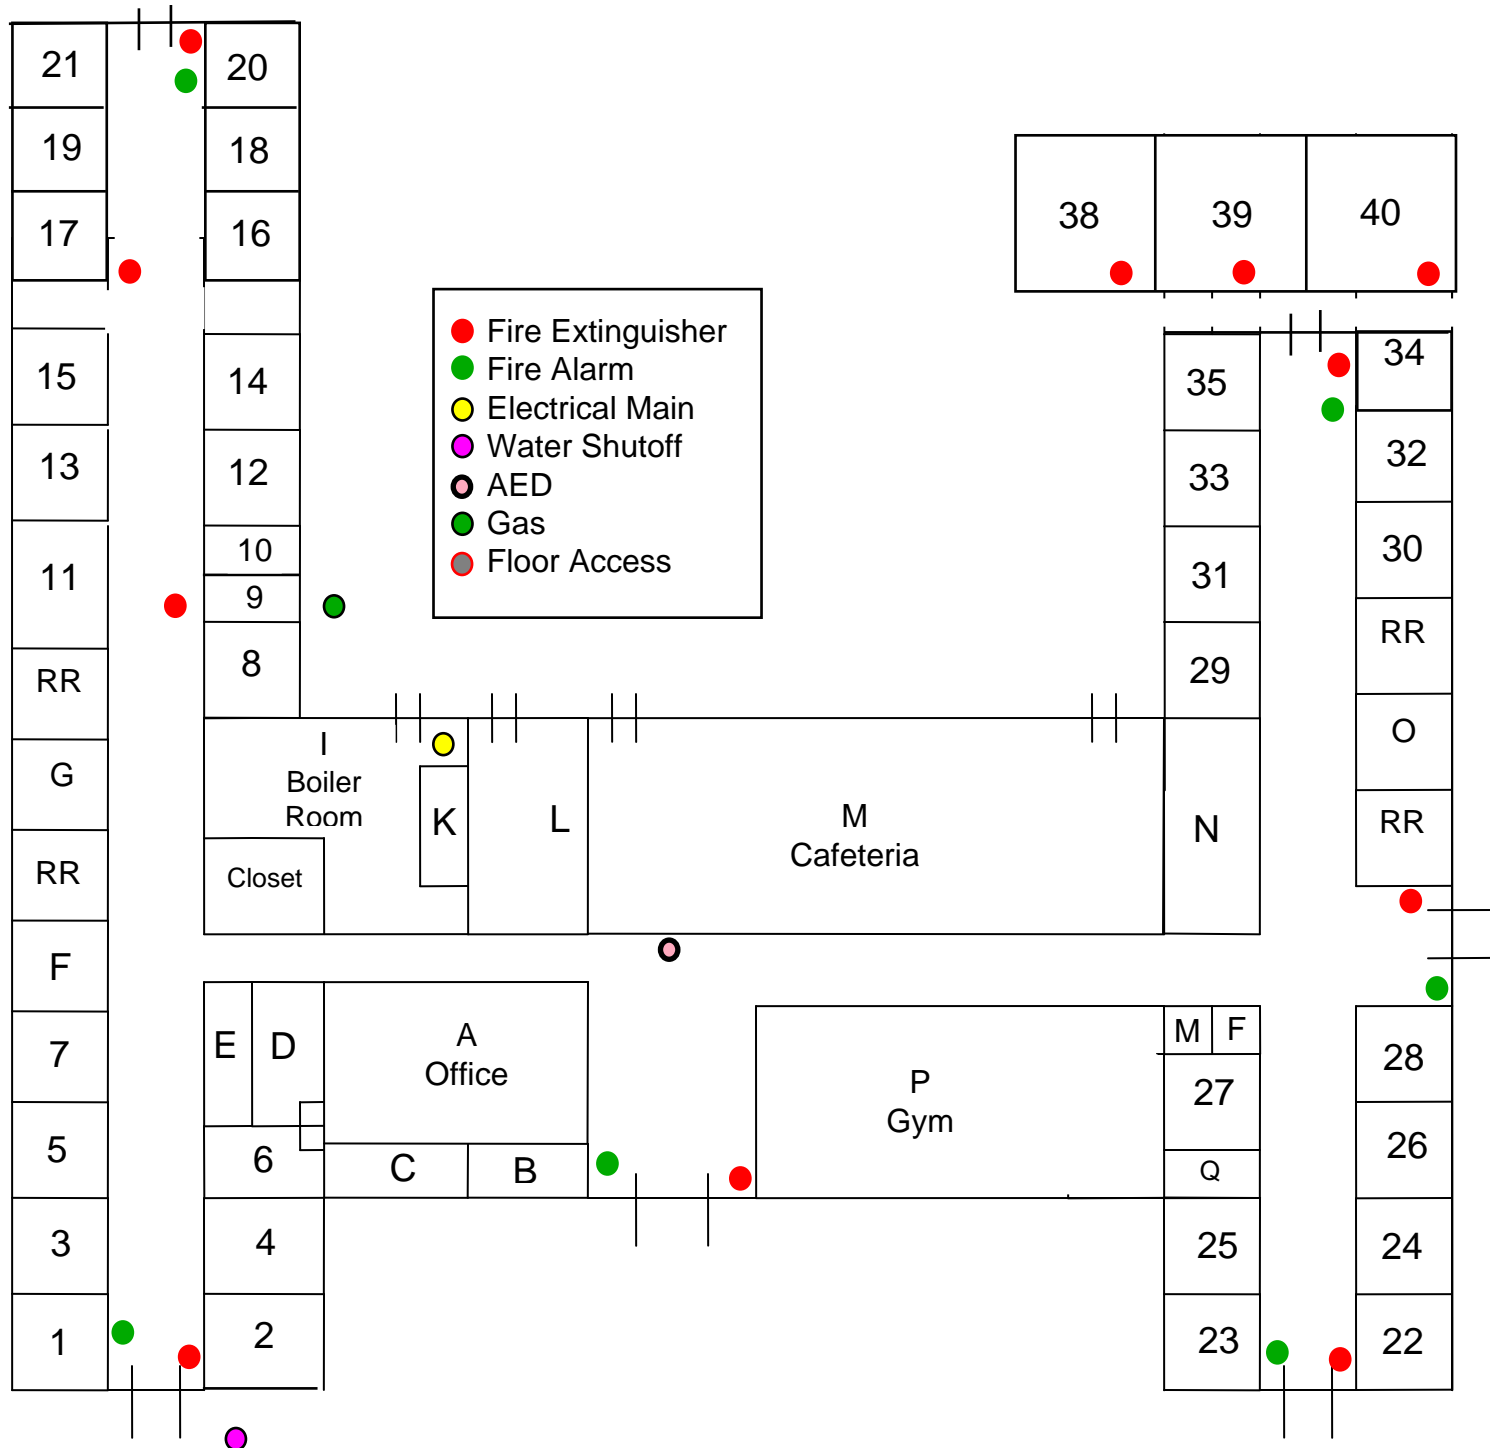 21
20
19
18
17
16
38
39
40
Fire Extinguisher
Fire Alarm
Electrical Main
Water Shutoff
AED
Gas
Floor Access
15
14
13
12
11
10
9
8
RR
G
RR
F
7
5
3
1
I
Boiler
Room
Closet
K
L
M
Cafeteria
N
E
D
A
Office
6
C
B
4
2
P
Gym
M
F
27
Q
25
23
35
33
31
29
34
32
30
RR
O
RR
28
26
24
22